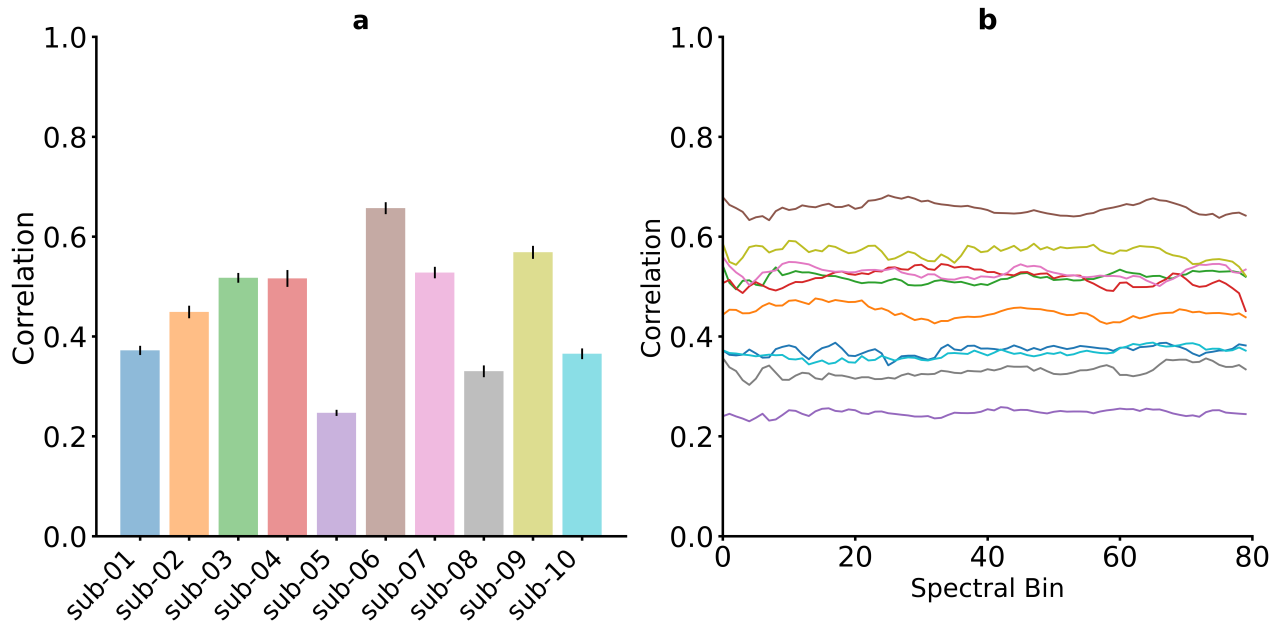 a
Correlation
1.0
0.8
0.6
0.4
0.2
0.0
sub-01
sub-02
sub-03
sub-04
sub-05
sub-06
sub-07
sub-08
sub-09
sub-10
b
Correlation
1.0
0.8
0.6
0.4
0.2
0.0
0 20 40 60 80
Spectral Bin